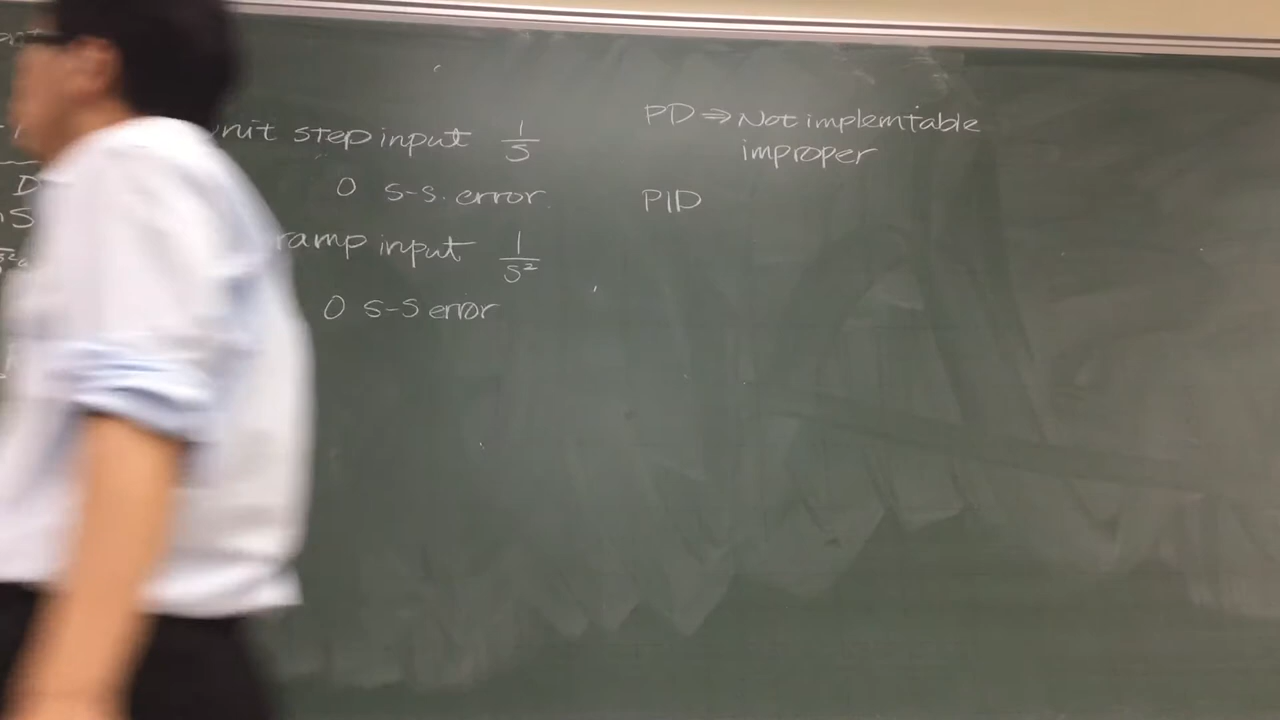 unit step input 1/S
0 s-s. error.
ramp input 1/S²
0 s-s error
PD ⇒ Not implemtable
improper
PID